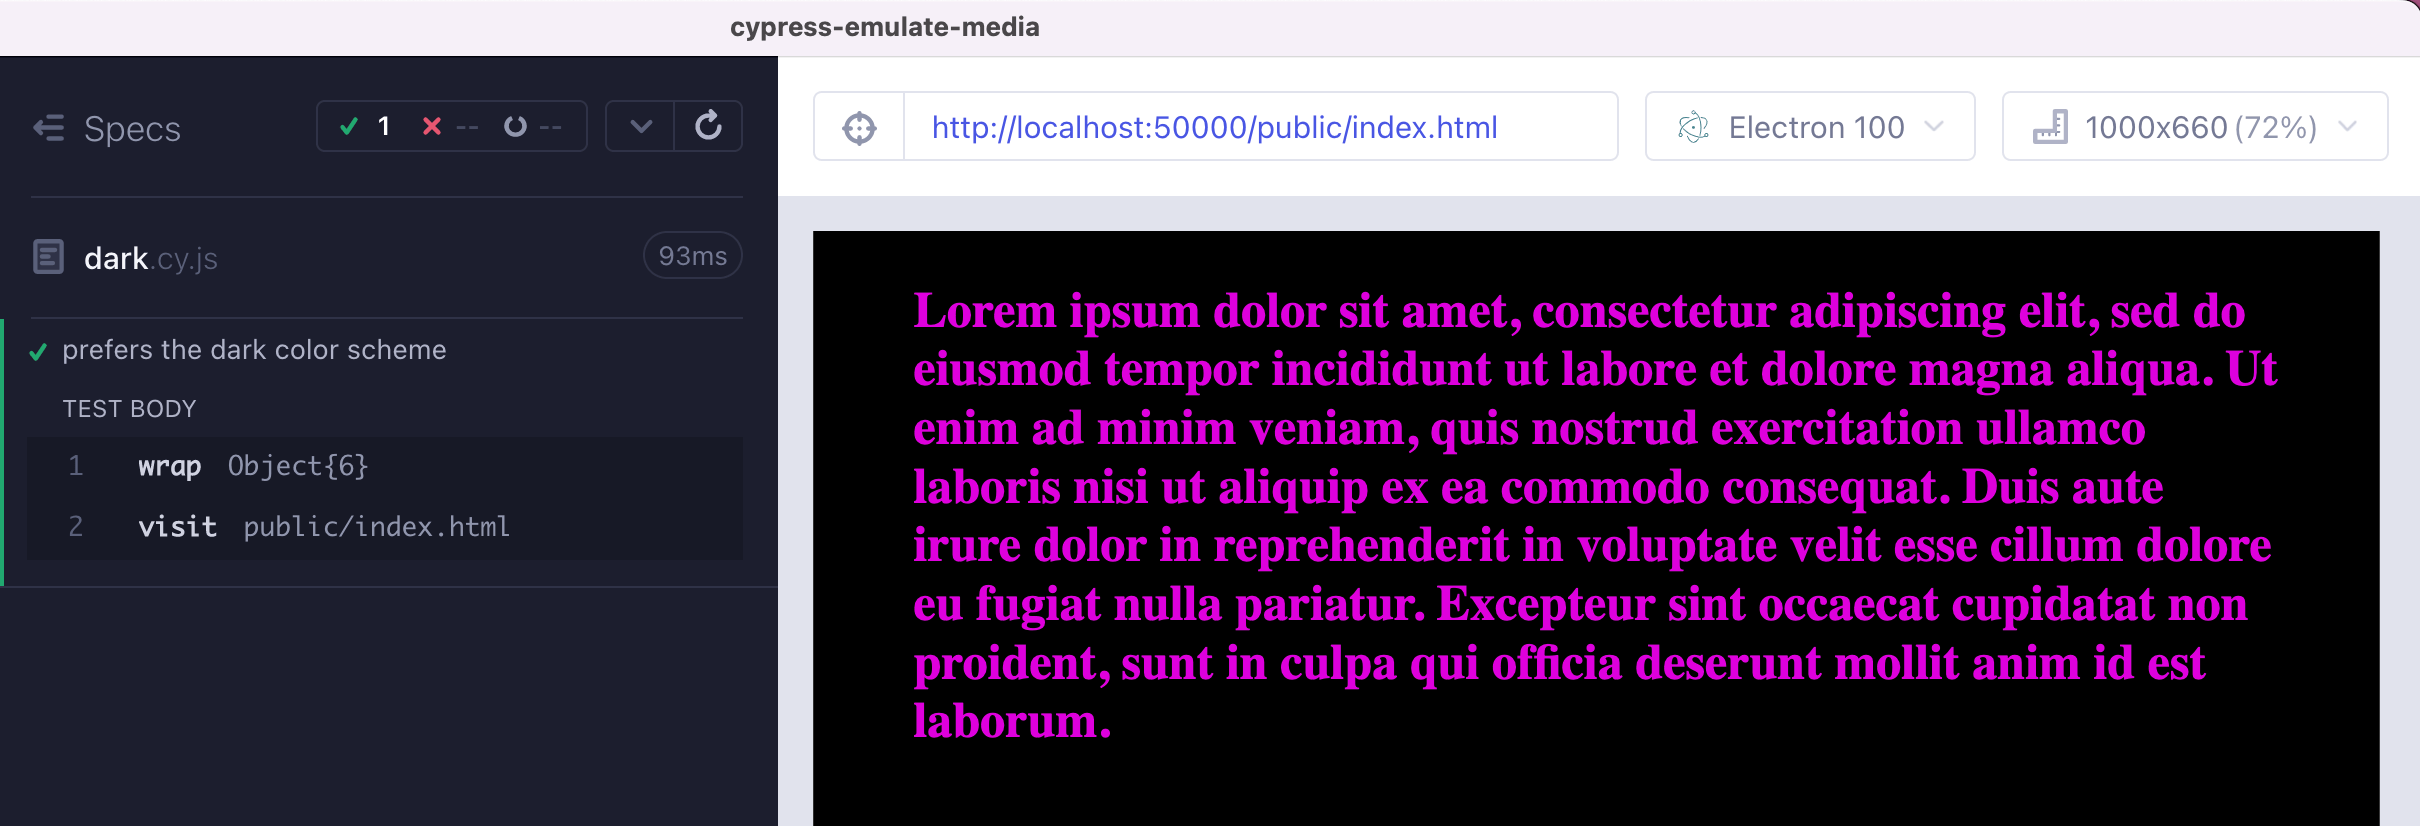 cypress-emulate-media
Specs
1 -- --
dark.cy.js
93ms
prefers the dark color scheme
TEST BODY
1 wrap Object{6}
2 visit public/index.html
http://localhost:50000/public/index.html
Electron 100
1000x660 (72%)
Lorem ipsum dolor sit amet, consectetur adipiscing elit, sed do
eiusmod tempor incididunt ut labore et dolore magna aliqua. Ut
enim ad minim veniam, quis nostrud exercitation ullamco
laboris nisi ut aliquip ex ea commodo consequat. Duis aute
irure dolor in reprehenderit in voluptate velit esse cillum dolore
eu fugiat nulla pariatur. Excepteur sint occaecat cupidatat non
proident, sunt in culpa qui officia deserunt mollit anim id est
laborum.